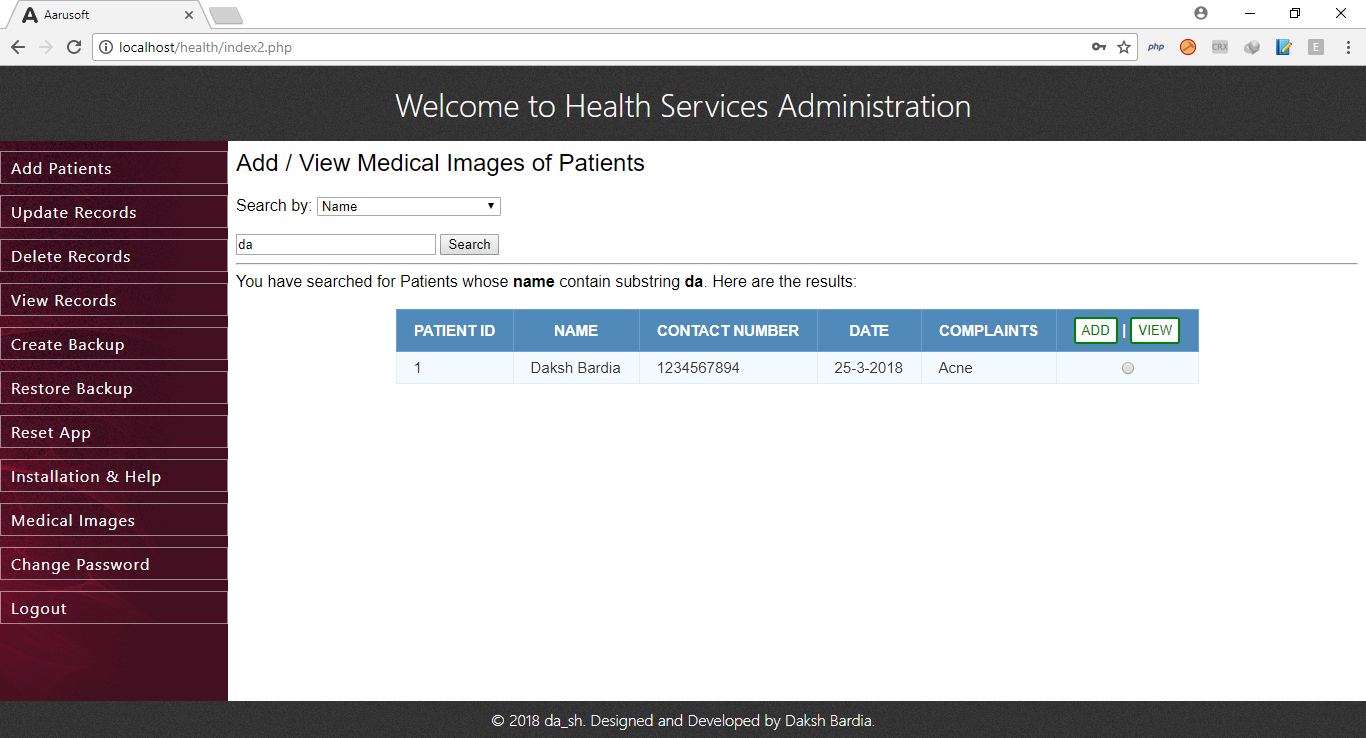 Aarusoft
localhost/health/index2.php
php
CRX
E
Welcome to Health Services Administration
Add Patients
Update Records
Delete Records
View Records
Create Backup
Restore Backup
Reset App
Installation & Help
Medical Images
Change Password
Logout
Add / View Medical Images of Patients
Search by: Name
da Search
You have searched for Patients whose name contain substring da. Here are the results:
PATIENT ID NAME CONTACT NUMBER DATE COMPLAINTS ADD | VIEW
1 Daksh Bardia 1234567894 25-3-2018 Acne
© 2018 da_sh. Designed and Developed by Daksh Bardia.